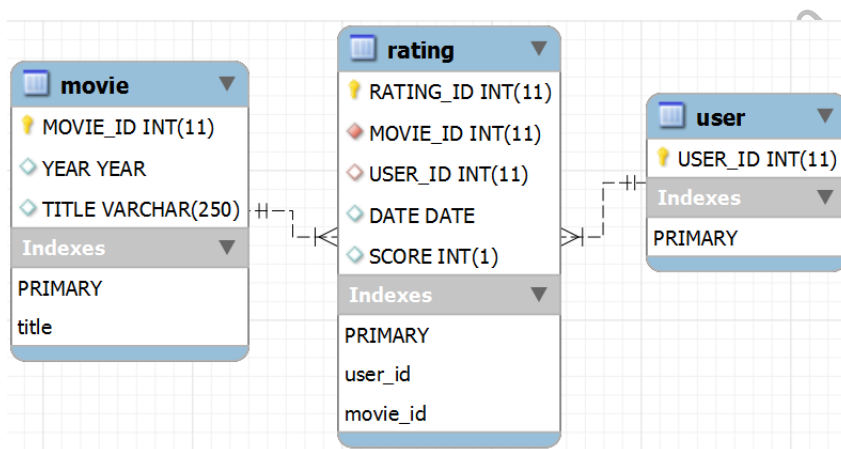 movie
MOVIE_ID INT(11)
YEAR YEAR
TITLE VARCHAR(250)
Indexes
PRIMARY
title
rating
RATING_ID INT(11)
MOVIE_ID INT(11)
USER_ID INT(11)
DATE DATE
SCORE INT(1)
Indexes
PRIMARY
user_id
movie_id
user
USER_ID INT(11)
Indexes
PRIMARY